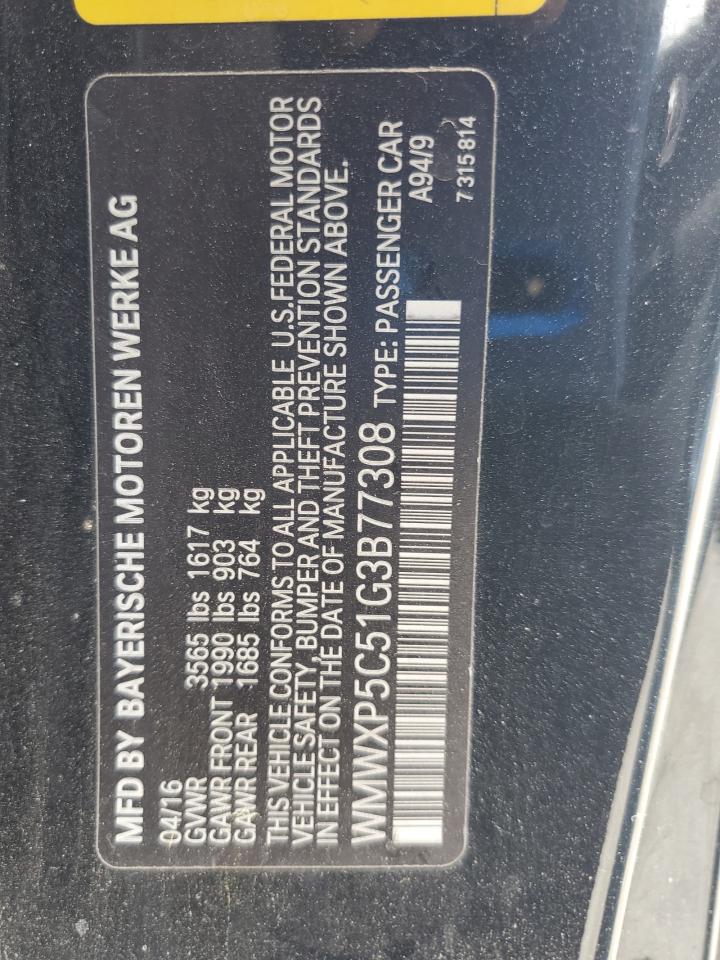 MFD BY BAYERISCHE MOTOREN WERKE AG
04/16
GVWR 3565 lbs 1617 kg
GAWR FRONT 1990 lbs 903 kg
GAWR REAR 1685 lbs 764 kg
THIS VEHICLE CONFORMS TO ALL APPLICABLE U.S.FEDERAL MOTOR
VEHICLE SAFETY, BUMPER AND THEFT PREVENTION STANDARDS
IN EFFECT ON THE DATE OF MANUFACTURE SHOWN ABOVE.
WMWXP5C51G3B77308 TYPE: PASSENGER CAR
A94/9
7 315 814